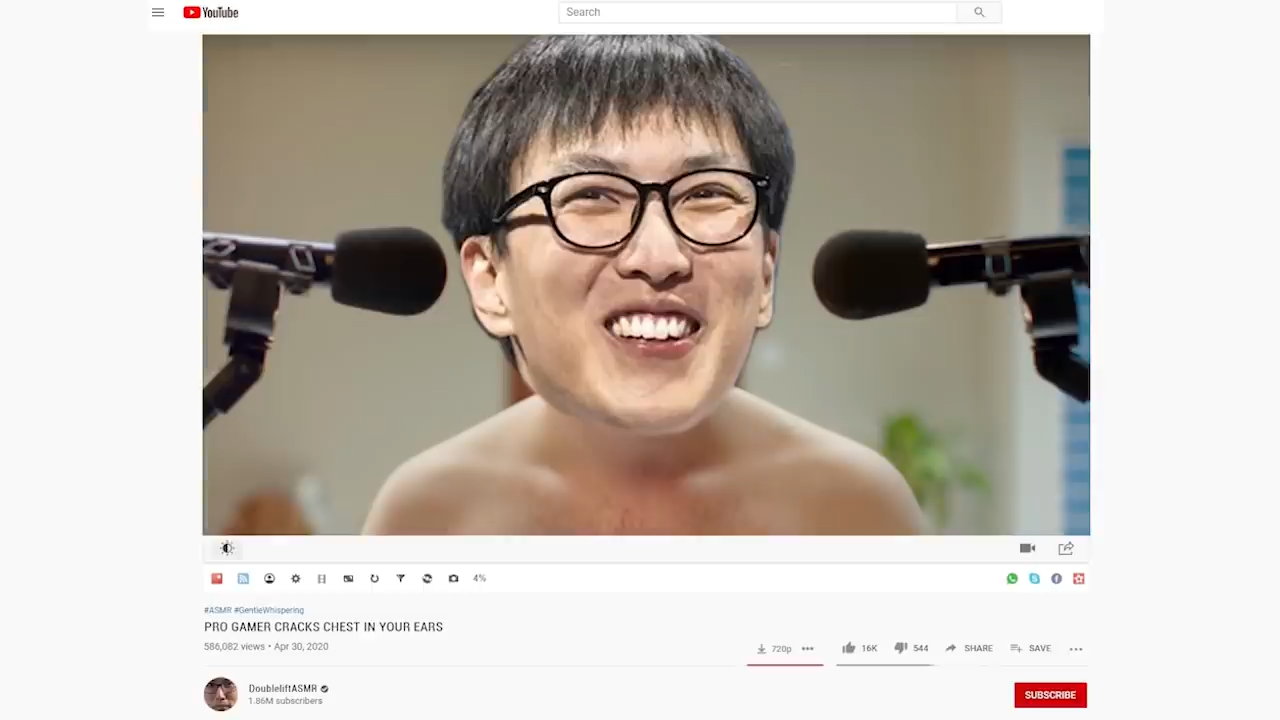 YouTube
Search
4%
#ASMR #GentleWhispering
PRO GAMER CRACKS CHEST IN YOUR EARS
586,082 views • Apr 30, 2020
720p
16K
544
SHARE
SAVE
DoubleliftASMR
1.86M subscribers
SUBSCRIBE